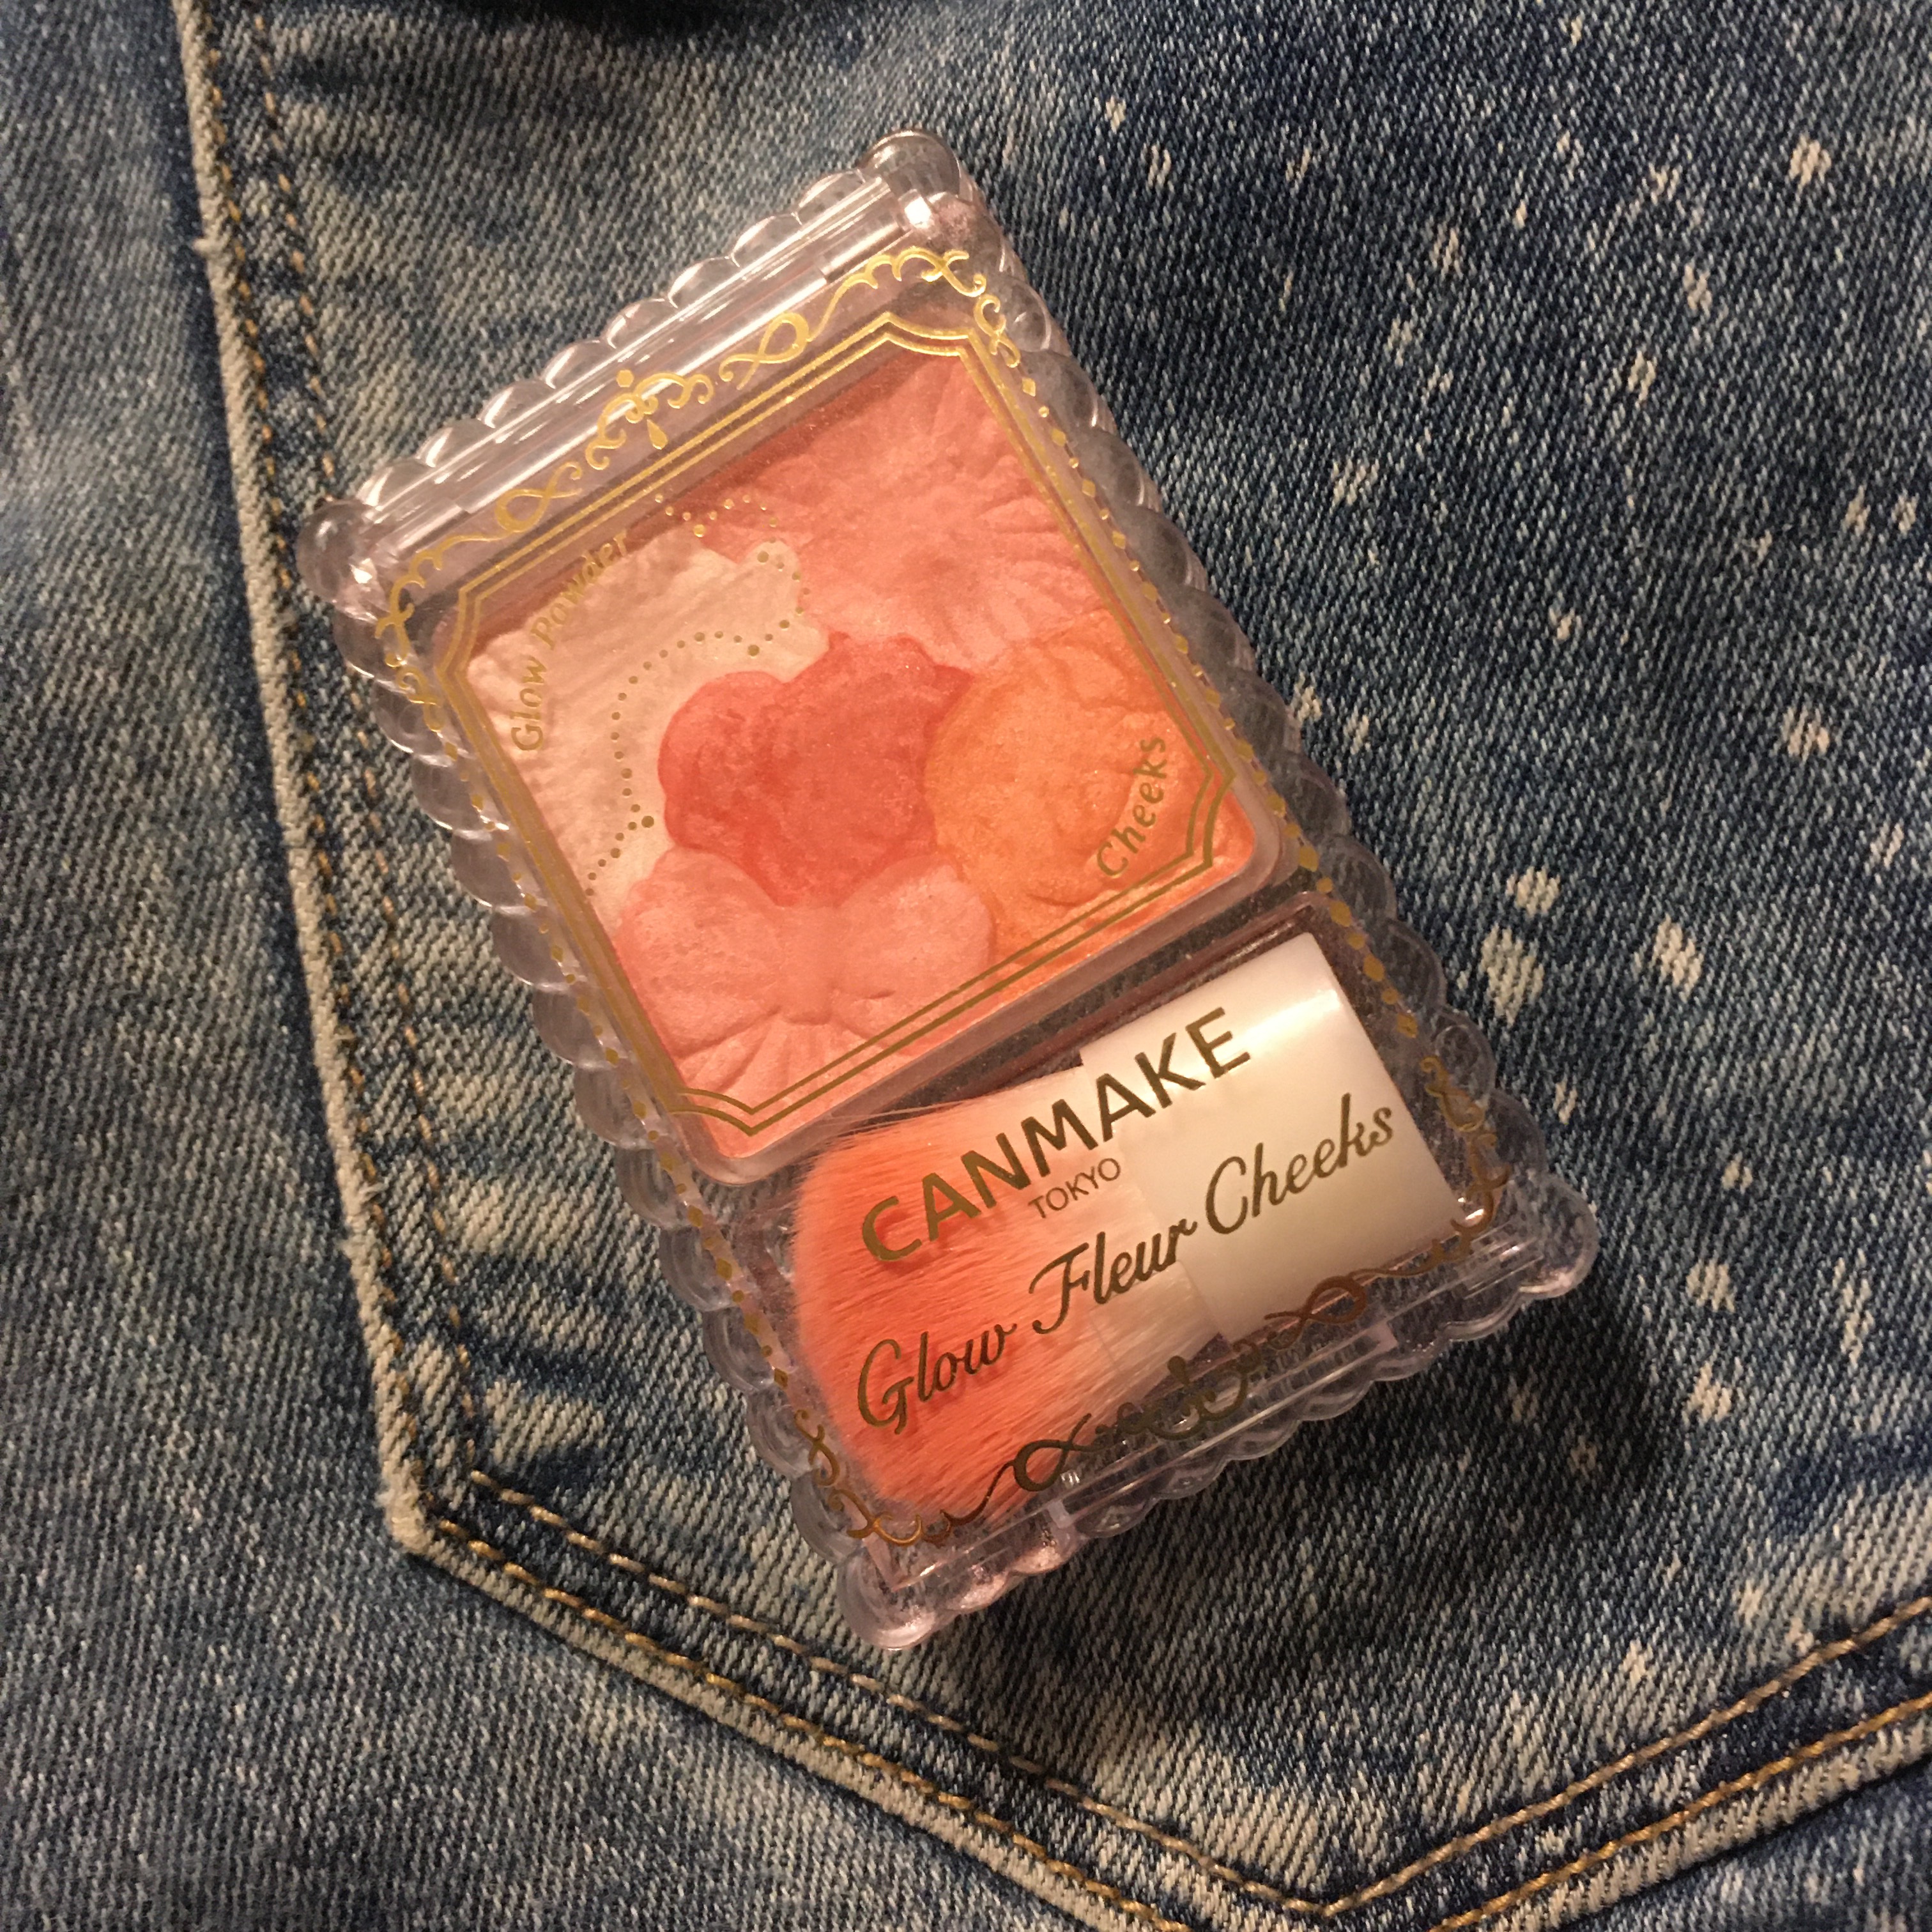 Glow Powder
Cheeks
CANMAKE
TOKYO
Glow Fleur Cheeks